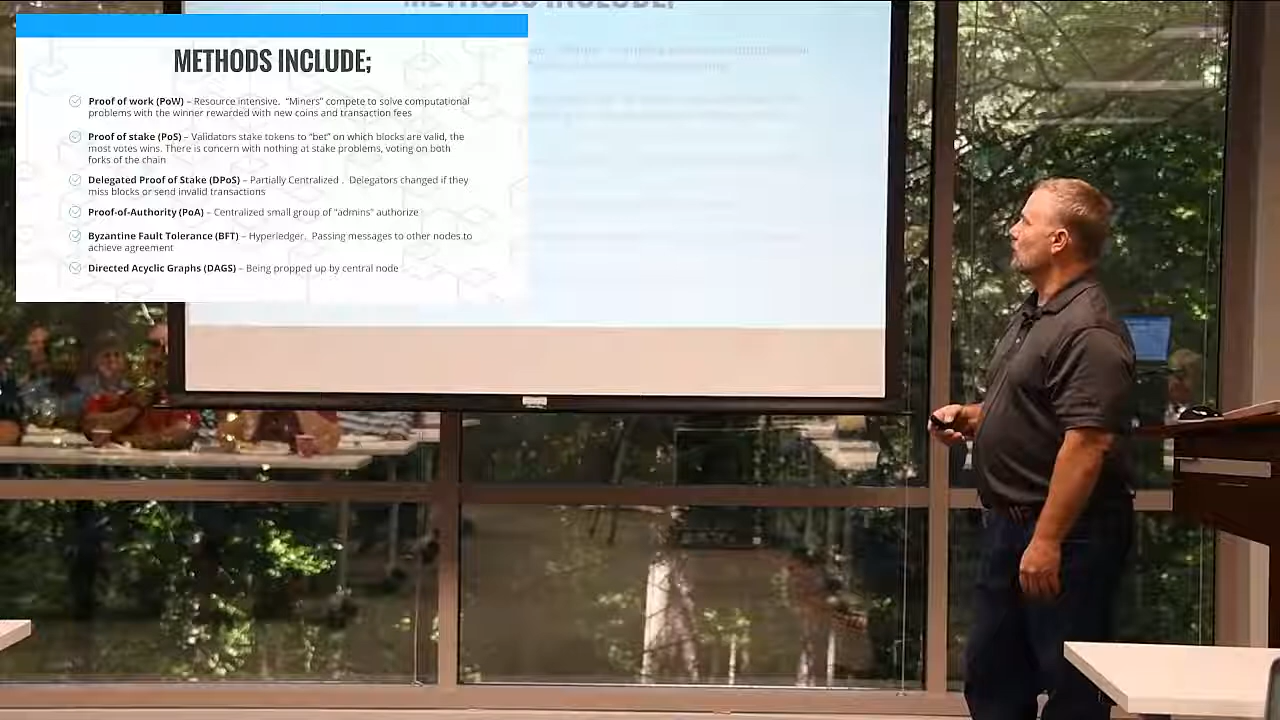 METHODS INCLUDE;
Proof of work (PoW) – Resource intensive. "Miners" compete to solve computational
problems with the winner rewarded with new coins and transaction fees
Proof of stake (PoS) – Validators stake tokens to "bet" on which blocks are valid, the
most votes wins. There is concern with nothing at stake problems, voting on both
forks of the chain
Delegated Proof of Stake (DPoS) – Partially Centralized . Delegators changed if they
miss blocks or send invalid transactions
Proof-of-Authority (PoA) – Centralized small group of "admins" authorize
Byzantine Fault Tolerance (BFT) – Hyperledger. Passing messages to other nodes to
achieve agreement
Directed Acyclic Graphs (DAGS) – Being propped up by central node
METHODS INCLUDE;